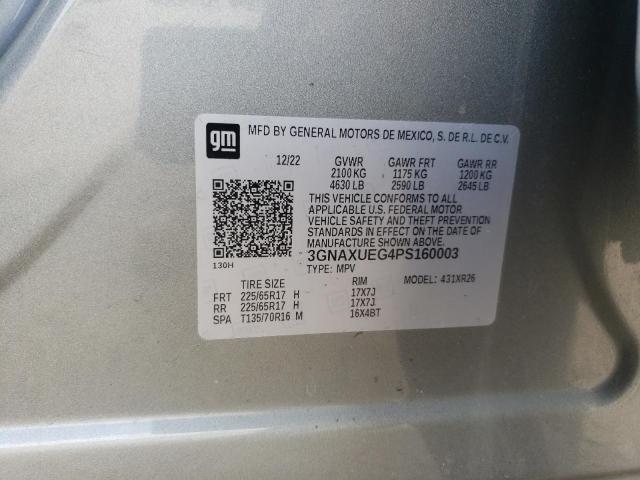 gm MFD BY GENERAL MOTORS DE MEXICO, S. DE R.L. DE C.V.
12/22 GVWR GAWR FRT GAWR RR
2100 KG 1175 KG 1200 KG
4630 LB 2590 LB 2645 LB
THIS VEHICLE CONFORMS TO ALL
APPLICABLE U.S. FEDERAL MOTOR
VEHICLE SAFETY AND THEFT PREVENTION
STANDARDS IN EFFECT ON THE DATE OF
MANUFACTURE SHOWN ABOVE.
130H 3GNAXUEG4PS160003
TYPE: MPV MODEL: 431XR26
TIRE SIZE RIM
FRT 225/65R17 H 17X7J
RR 225/65R17 H 17X7J
SPA T135/70R16 M 16X4BT